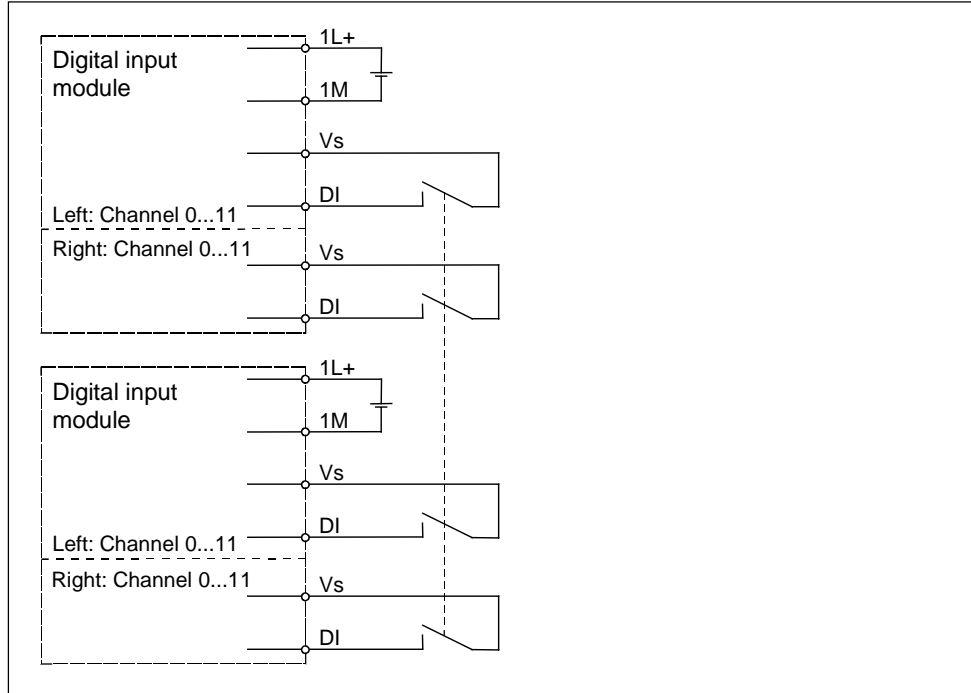 1L+
Digital input
module
1M
Vs
DI
Left: Channel 0...11
Right: Channel 0...11
Vs
DI
1L+
Digital input
module
1M
Vs
DI
Left: Channel 0...11
Right: Channel 0...11
Vs
DI